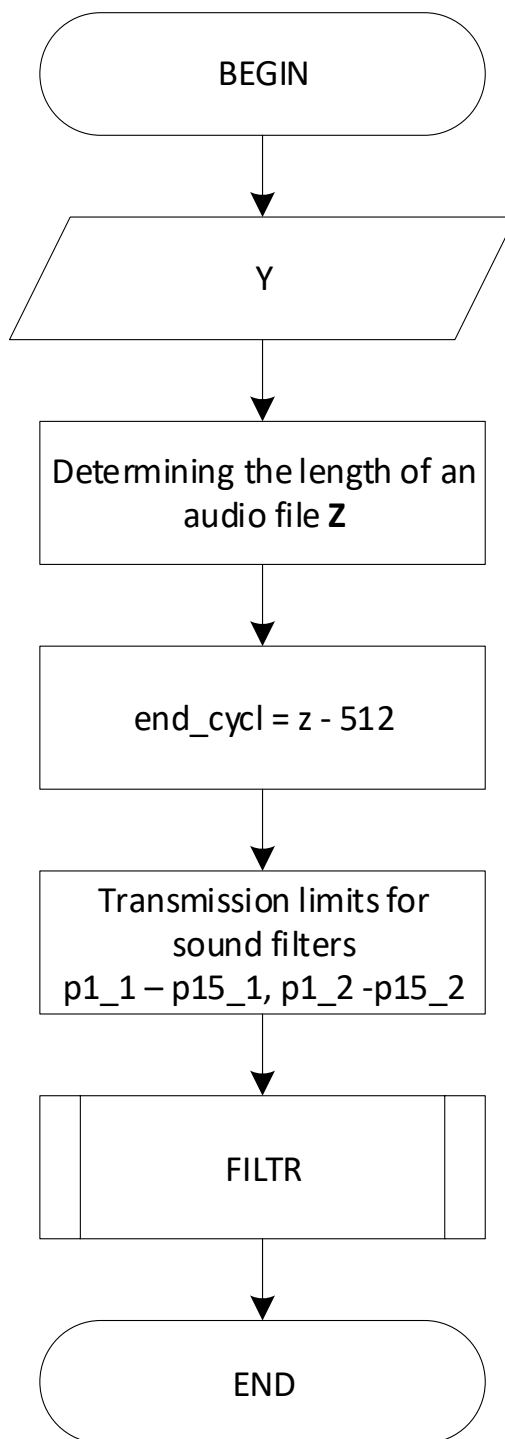 BEGIN
Y
Determining the length of an
audio file Z
end_cycl = z - 512
Transmission limits for
sound filters
p1_1 – p15_1, p1_2 -p15_2
FILTR
END